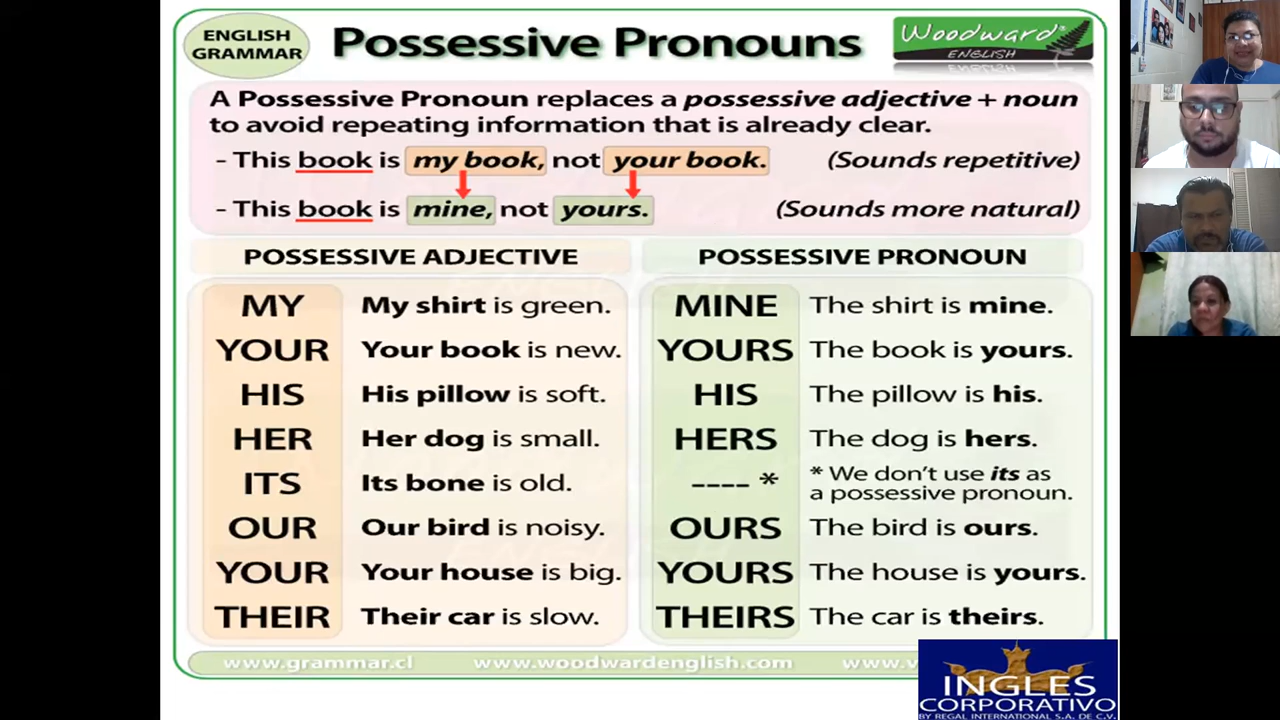 ENGLISH
GRAMMAR
Possessive Pronouns
Woodward®
ENGLISH
A Possessive Pronoun replaces a possessive adjective + noun
to avoid repeating information that is already clear.
- This book is my book, not your book. (Sounds repetitive)
- This book is mine, not yours. (Sounds more natural)
POSSESSIVE ADJECTIVE POSSESSIVE PRONOUN
MY My shirt is green. MINE The shirt is mine.
YOUR Your book is new. YOURS The book is yours.
HIS His pillow is soft. HIS The pillow is his.
HER Her dog is small. HERS The dog is hers.
ITS Its bone is old. ---- * * We don't use its as
a possessive pronoun.
OUR Our bird is noisy. OURS The bird is ours.
YOUR Your house is big. YOURS The house is yours.
THEIR Their car is slow. THEIRS The car is theirs.
www.grammar.cl www.woodwardenglish.com
INGLES
CORPORATIVO
BY REGAL INTERNATIONAL S.A. DE C.V.